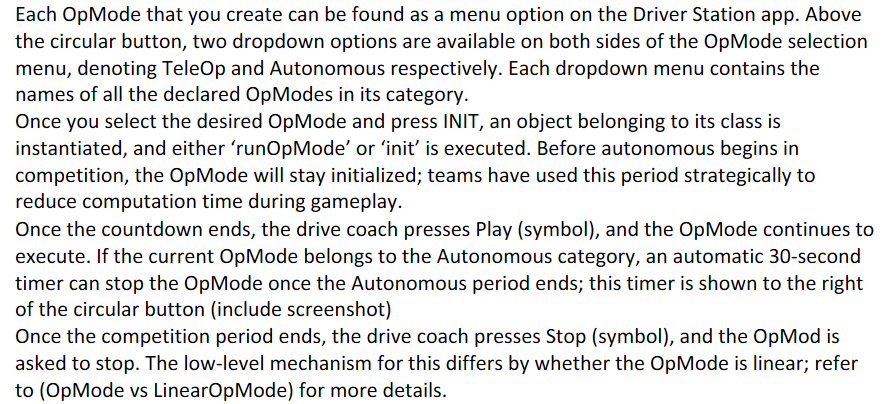 Each OpMode that you create can be found as a menu option on the Driver Station app. Above
the circular button, two dropdown options are available on both sides of the OpMode selection
menu, denoting TeleOp and Autonomous respectively. Each dropdown menu contains the
names of all the declared OpModes in its category.
Once you select the desired OpMode and press INIT, an object belonging to its class is
instantiated, and either ‘runOpMode’ or ‘init’ is executed. Before autonomous begins in
competition, the OpMode will stay initialized; teams have used this period strategically to
reduce computation time during gameplay.
Once the countdown ends, the drive coach presses Play (symbol), and the OpMode continues to
execute. If the current OpMode belongs to the Autonomous category, an automatic 30-second
timer can stop the OpMode once the Autonomous period ends; this timer is shown to the right
of the circular button (include screenshot)
Once the competition period ends, the drive coach presses Stop (symbol), and the OpMod is
asked to stop. The low-level mechanism for this differs by whether the OpMode is linear; refer
to (OpMode vs LinearOpMode) for more details.